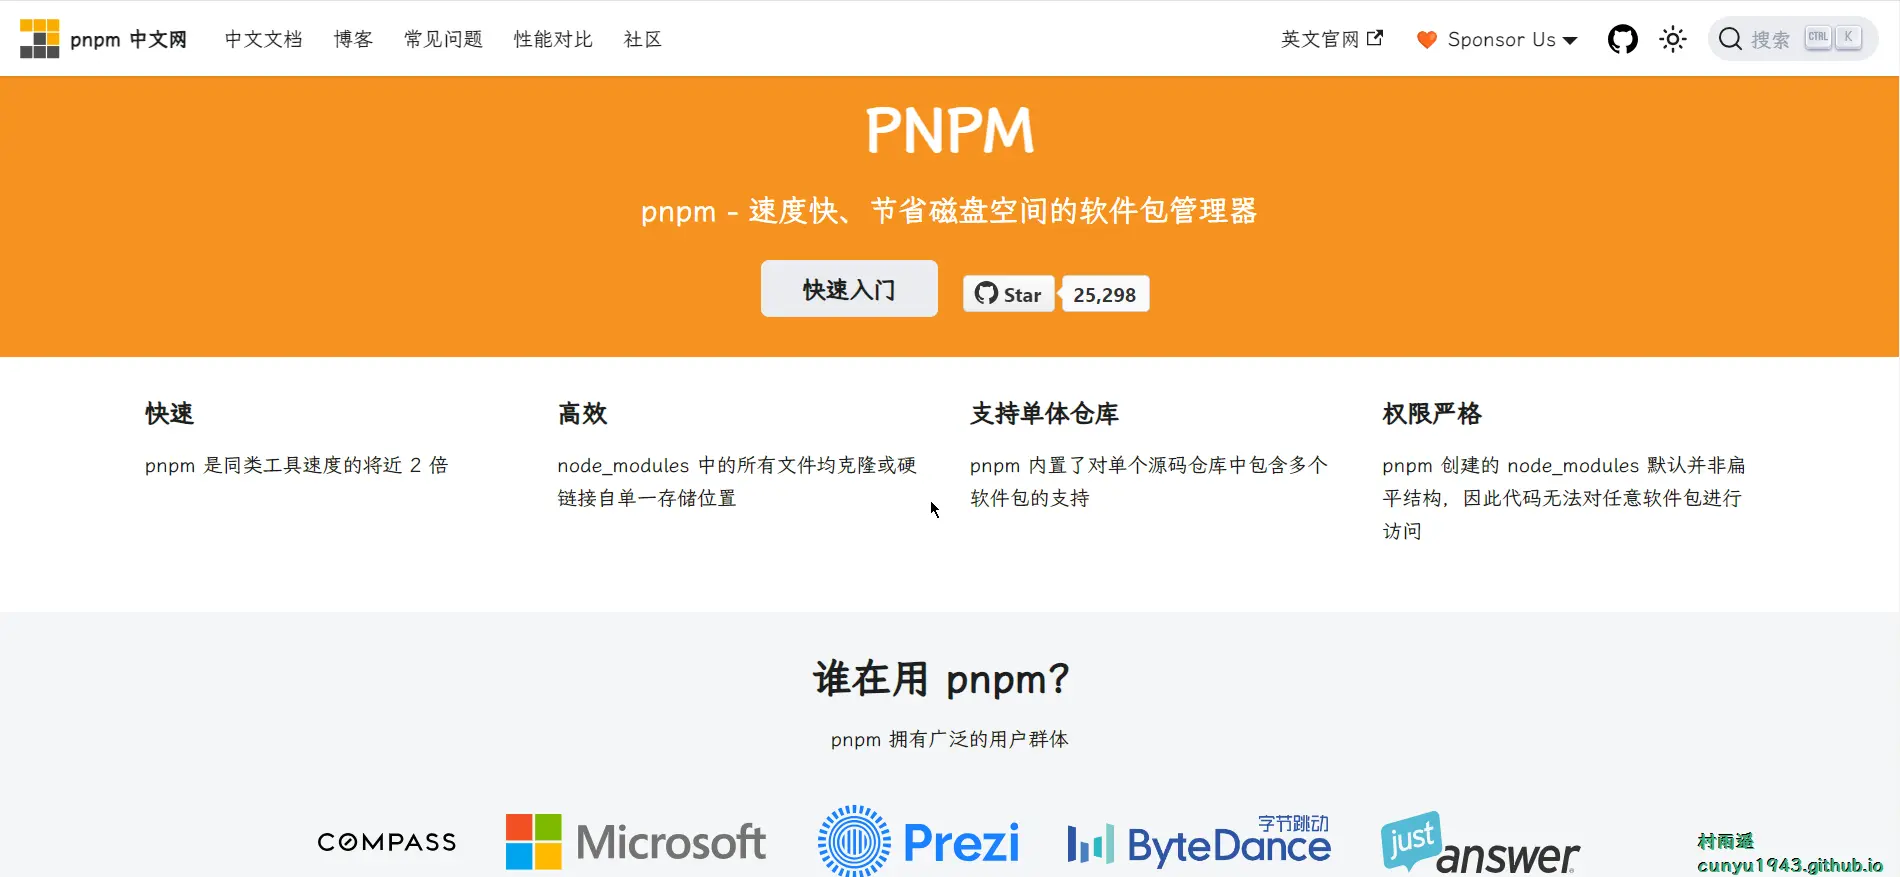 pnpm 中文网 中文文档 博客 常见问题 性能对比 社区 英文官网 Sponsor Us 搜索 CTRL K
PNPM
pnpm - 速度快、节省磁盘空间的软件包管理器
快速入门 Star 25,298
快速
pnpm 是同类工具速度的将近 2 倍
高效
node_modules 中的所有文件均克隆或硬
链接自单一存储位置
支持单体仓库
pnpm 内置了对单个源码仓库中包含多个
软件包的支持
权限严格
pnpm 创建的 node_modules 默认并非扁
平结构，因此代码无法对任意软件包进行
访问
谁在用 pnpm？
pnpm 拥有广泛的用户群体
COMPASS
Microsoft
Prezi
字节跳动
ByteDance
just
answer
村雨遥
cunyu1943.github.io